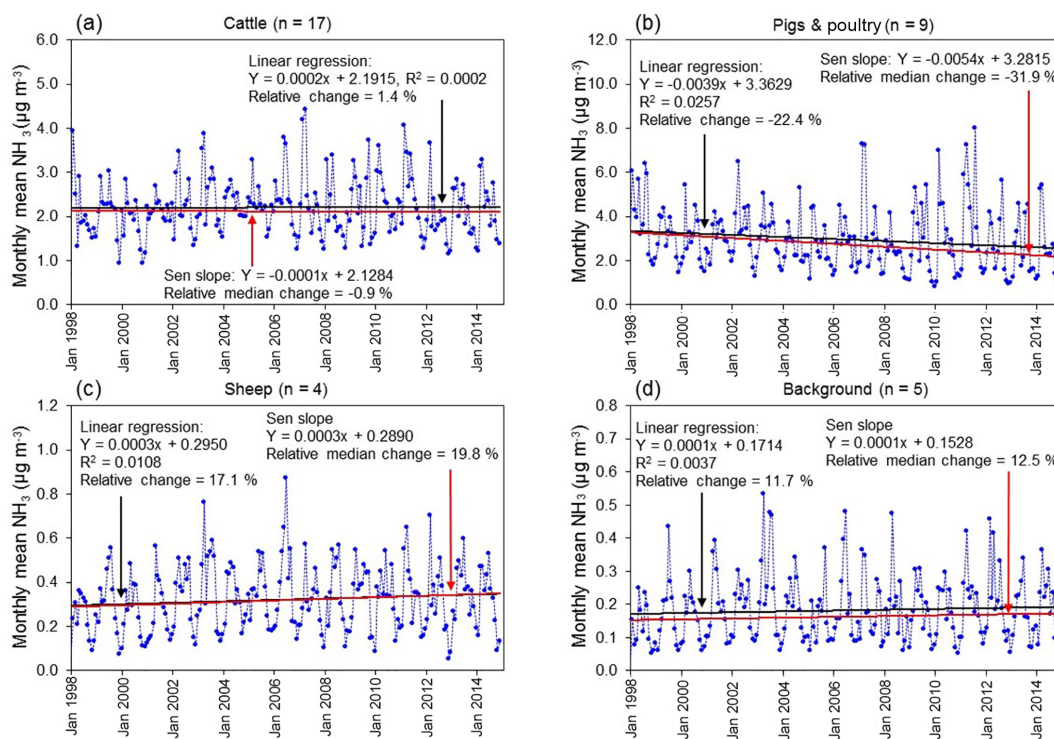 (a)
Cattle (n = 17)
Monthly mean NH3 (µg m-3)
6.0
5.0
4.0
3.0
2.0
1.0
0.0
Linear regression:
Y = 0.0002x + 2.1915, R2 = 0.0002
Relative change = 1.4 %
Sen slope: Y = -0.0001x + 2.1284
Relative median change = -0.9 %
Jan 1998
Jan 2000
Jan 2002
Jan 2004
Jan 2006
Jan 2008
Jan 2010
Jan 2012
Jan 2014
(b)
Pigs & poultry (n = 9)
Monthly mean NH3 (µg m-3)
12.0
10.0
8.0
6.0
4.0
2.0
0.0
Linear regression:
Y = -0.0039x + 3.3629
R2 = 0.0257
Relative change = -22.4 %
Sen slope: Y = -0.0054x + 3.2815
Relative median change = -31.9 %
Jan 1998
Jan 2000
Jan 2002
Jan 2004
Jan 2006
Jan 2008
Jan 2010
Jan 2012
Jan 2014
(c)
Sheep (n = 4)
Monthly mean NH3 (µg m-3)
1.2
1.0
0.8
0.6
0.4
0.2
0.0
Linear regression:
Y = 0.0003x + 0.2950
R2 = 0.0108
Relative change = 17.1 %
Sen slope
Y = 0.0003x + 0.2890
Relative median change = 19.8 %
Jan 1998
Jan 2000
Jan 2002
Jan 2004
Jan 2006
Jan 2008
Jan 2010
Jan 2012
Jan 2014
(d)
Background (n = 5)
Monthly mean NH3 (µg m-3)
0.8
0.7
0.6
0.5
0.4
0.3
0.2
0.1
0.0
Linear regression:
Y = 0.0001x + 0.1714
R2 = 0.0037
Relative change = 11.7 %
Sen slope
Y = 0.0001x + 0.1528
Relative median change = 12.5 %
Jan 1998
Jan 2000
Jan 2002
Jan 2004
Jan 2006
Jan 2008
Jan 2010
Jan 2012
Jan 2014